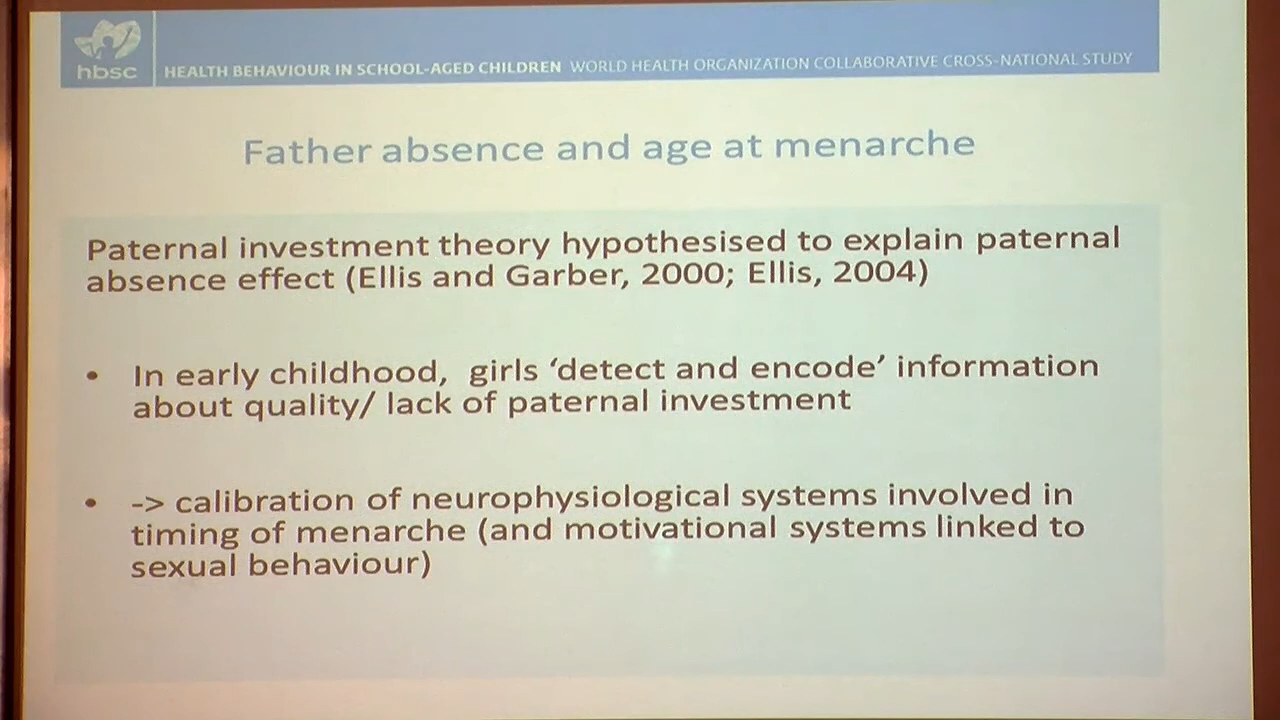 hbsc
HEALTH BEHAVIOUR IN SCHOOL-AGED CHILDREN WORLD HEALTH ORGANIZATION COLLABORATIVE CROSS-NATIONAL STUDY
Father absence and age at menarche
Paternal investment theory hypothesised to explain paternal
absence effect (Ellis and Garber, 2000; Ellis, 2004)
• In early childhood, girls ‘detect and encode’ information
about quality/ lack of paternal investment
• -> calibration of neurophysiological systems involved in
timing of menarche (and motivational systems linked to
sexual behaviour)